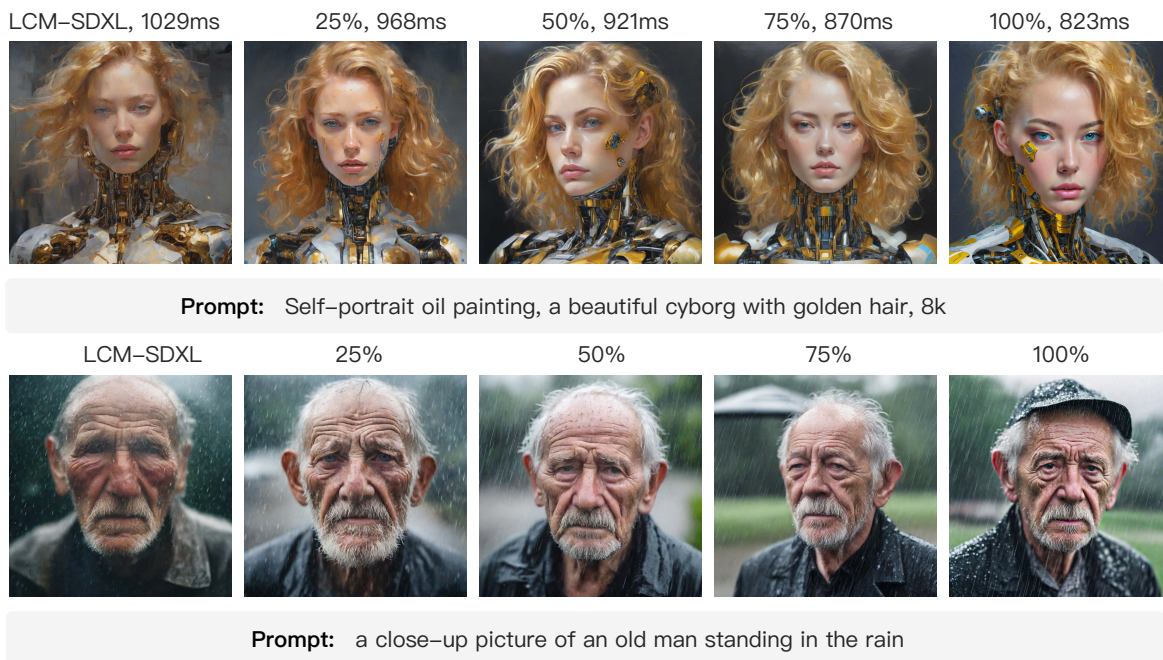 LCM–SDXL, 1029ms 25%, 968ms 50%, 921ms 75%, 870ms 100%, 823ms
Prompt: Self–portrait oil painting, a beautiful cyborg with golden hair, 8k
LCM–SDXL 25% 50% 75% 100%
Prompt: a close–up picture of an old man standing in the rain